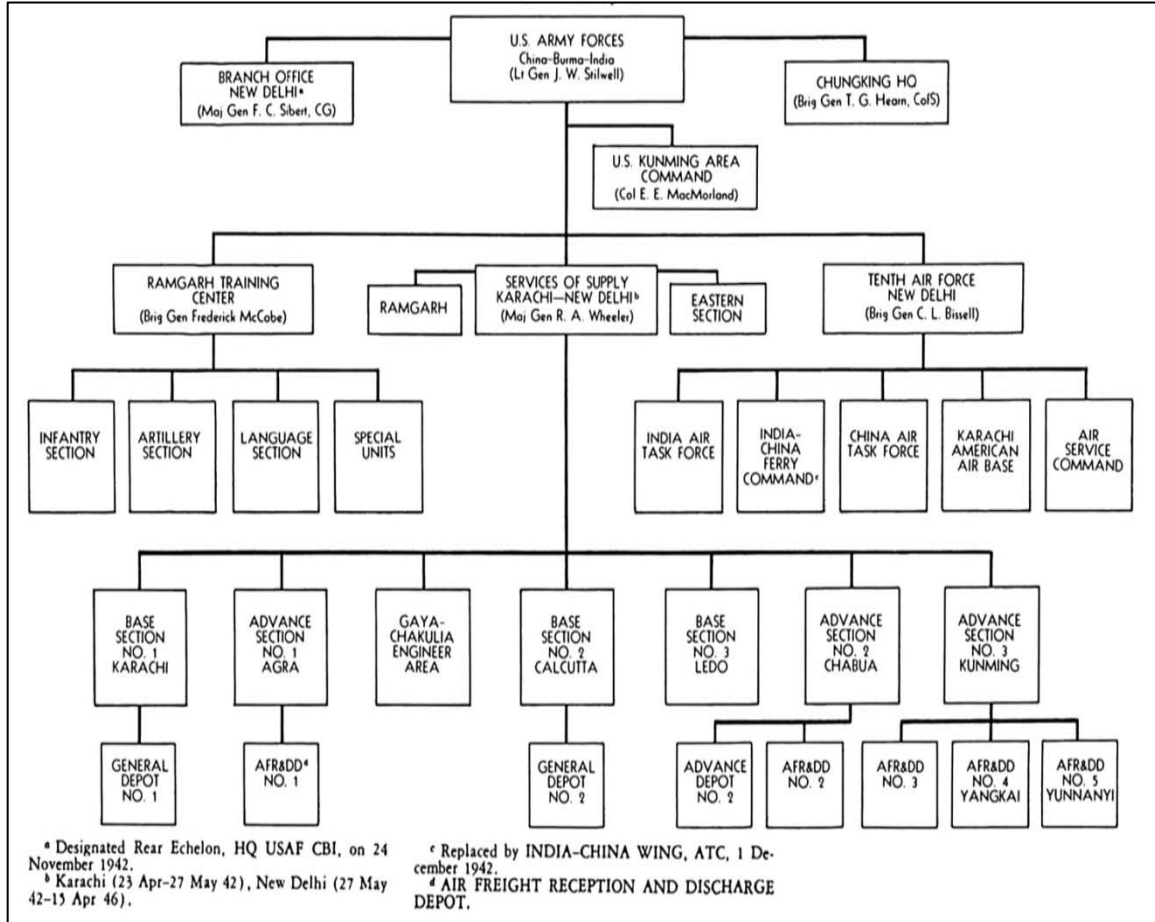 U.S. ARMY FORCES
China-Burma-India
(Lt Gen J. W. Stilwell)
BRANCH OFFICE
NEW DELHIᵃ
(Maj Gen F. C. Sibert, CG)
CHUNGKING HQ
(Brig Gen T. G. Hearn, CofS)
U.S. KUNMING AREA
COMMAND
(Col E. E. MacMorland)
RAMGARH TRAINING
CENTER
(Brig Gen Frederick McCabe)
RAMGARH
SERVICES OF SUPPLY
KARACHI—NEW DELHIᵇ
(Maj Gen R. A. Wheeler)
EASTERN
SECTION
TENTH AIR FORCE
NEW DELHI
(Brig Gen C. L. Bissell)
INFANTRY
SECTION
ARTILLERY
SECTION
LANGUAGE
SECTION
SPECIAL
UNITS
INDIA AIR
TASK FORCE
INDIA-
CHINA
FERRY
COMMANDᶜ
CHINA AIR
TASK FORCE
KARACHI
AMERICAN
AIR BASE
AIR
SERVICE
COMMAND
BASE
SECTION
NO. 1
KARACHI
ADVANCE
SECTION
NO. 1
AGRA
GAYA-
CHAKULIA
ENGINEER
AREA
BASE
SECTION
NO. 2
CALCUTTA
BASE
SECTION
NO. 3
LEDO
ADVANCE
SECTION
NO. 2
CHABUA
ADVANCE
SECTION
NO. 3
KUNMING
GENERAL
DEPOT
NO. 1
AFR&DDᵈ
NO. 1
GENERAL
DEPOT
NO. 2
ADVANCE
DEPOT
NO. 2
AFR&DD
NO. 2
AFR&DD
NO. 3
AFR&DD
NO. 4
YANGKAI
AFR&DD
NO. 5
YUNNANYI
ᵃ Designated Rear Echelon, HQ USAF CBI, on 24
November 1942.
ᵇ Karachi (23 Apr–27 May 42), New Delhi (27 May
42–15 Apr 46).
ᶜ Replaced by INDIA–CHINA WING, ATC, 1 De-
cember 1942.
ᵈ AIR FREIGHT RECEPTION AND DISCHARGE
DEPOT.